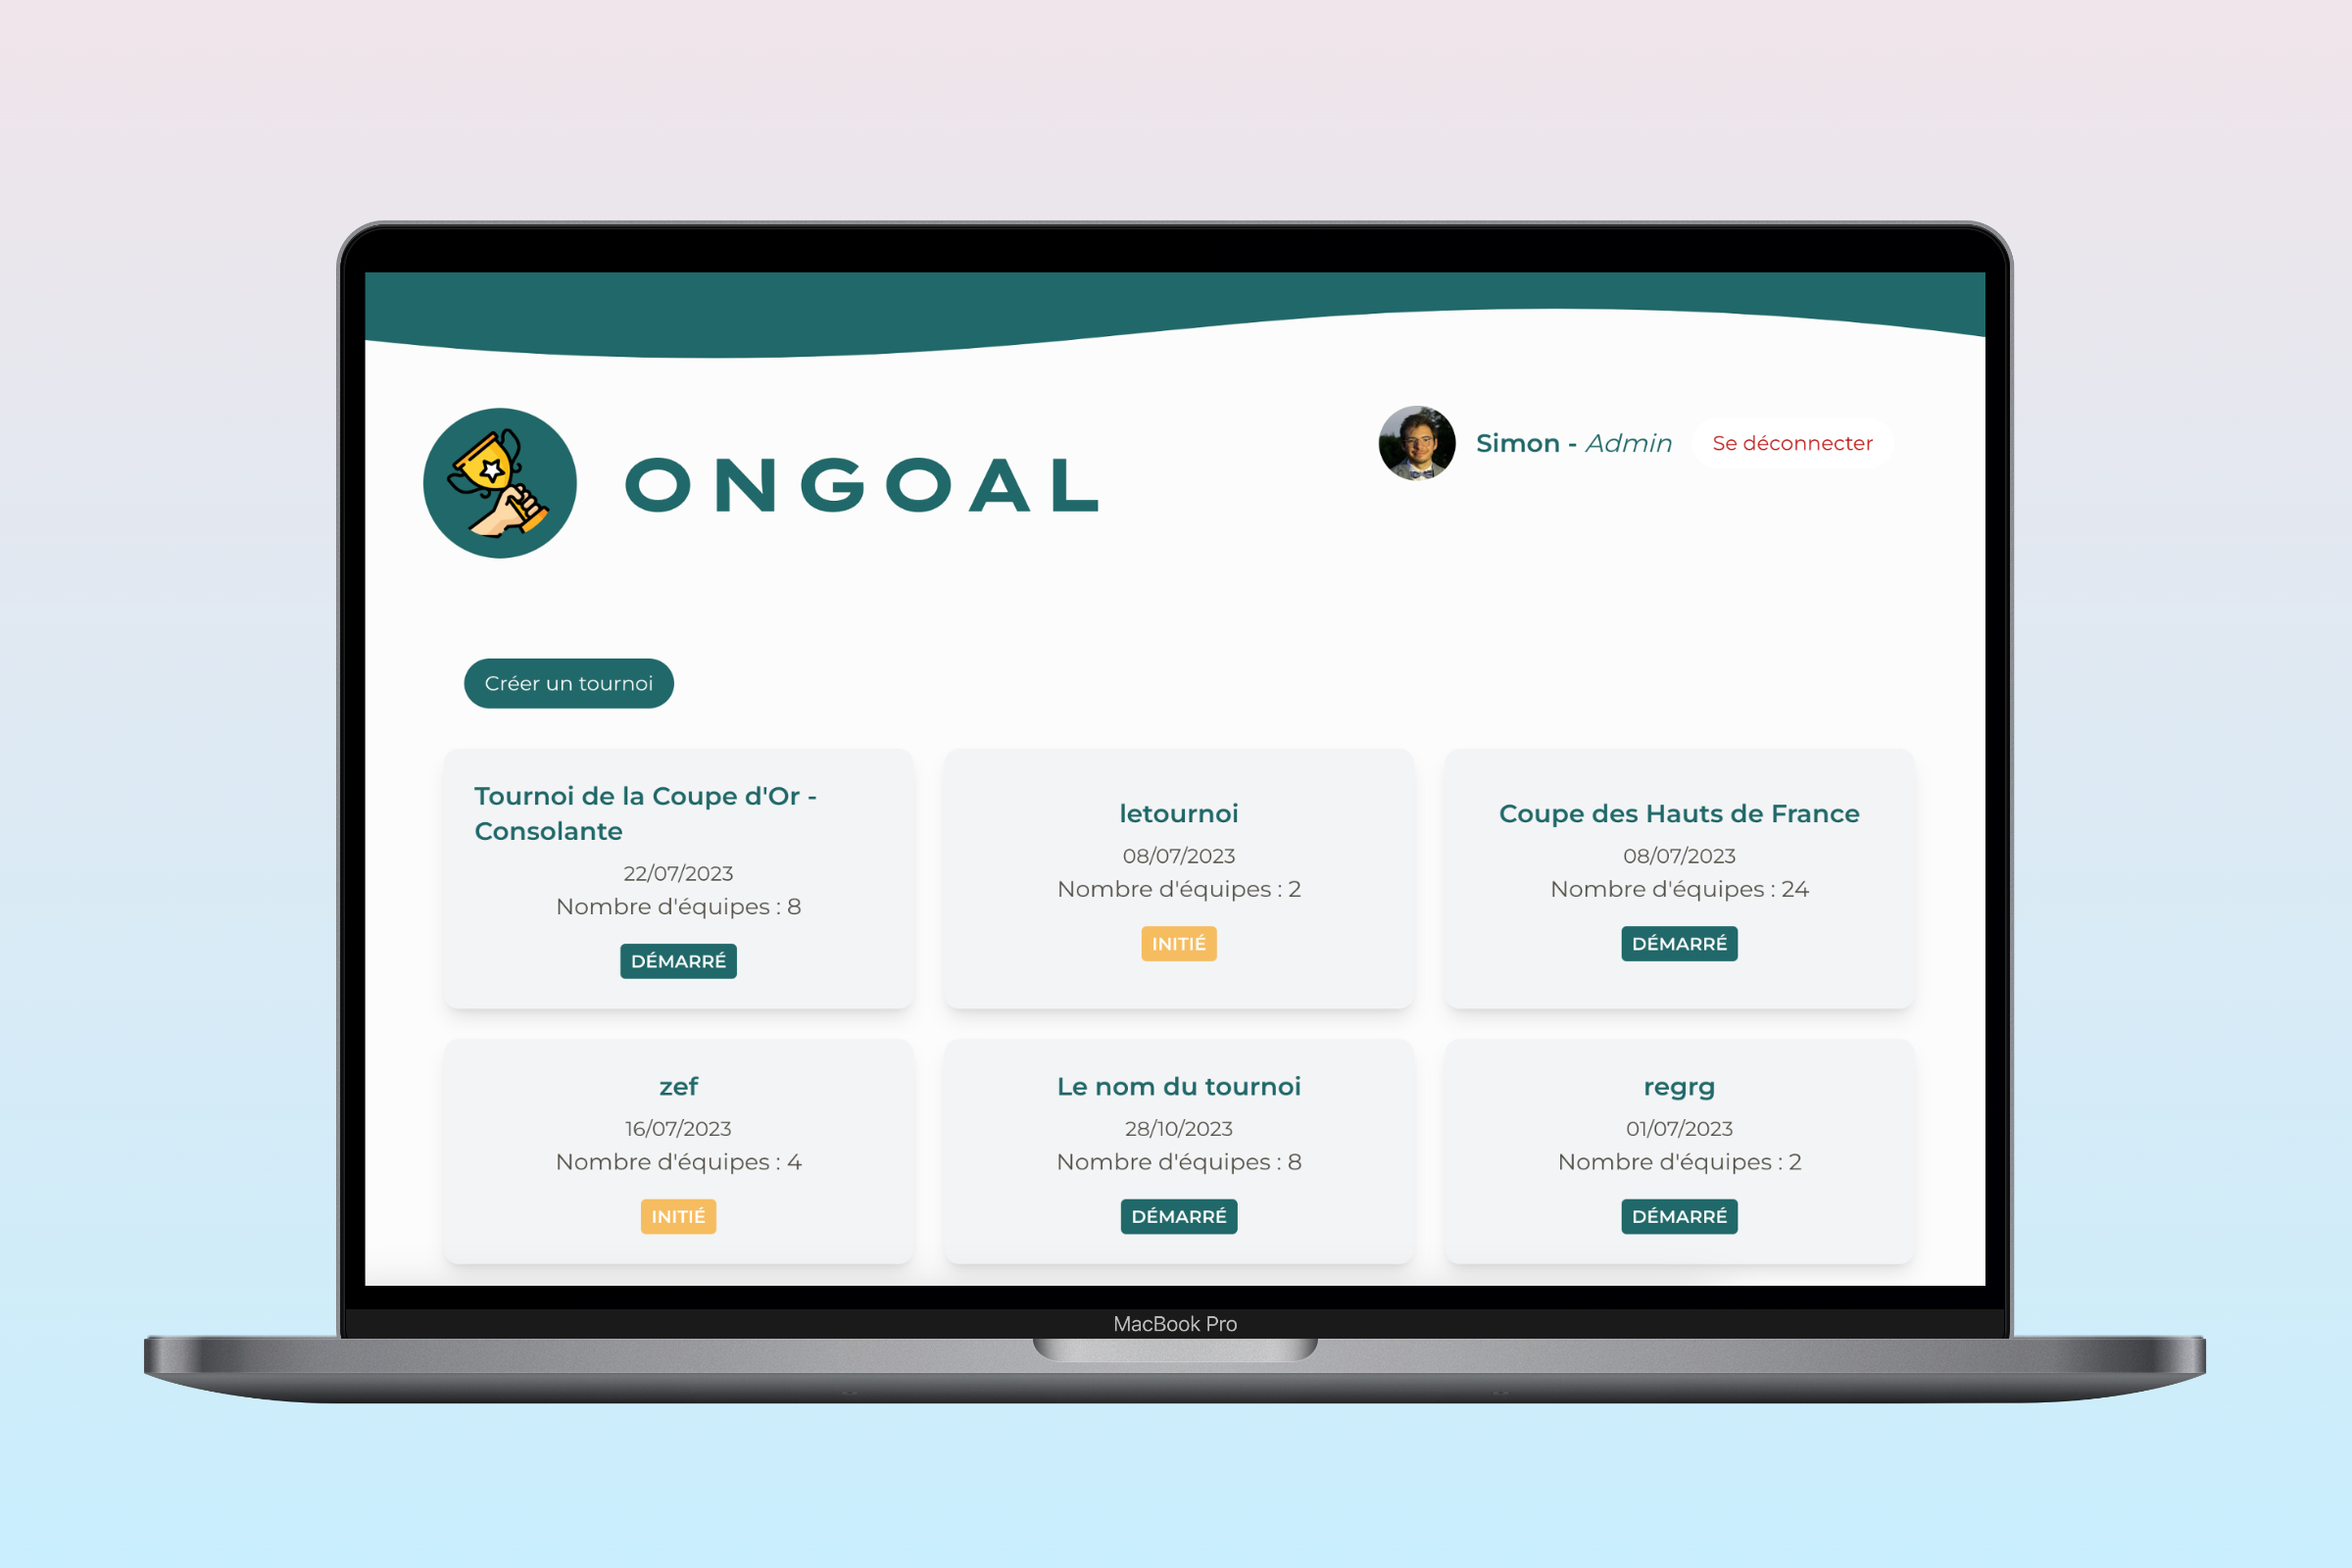 ONGOAL
Simon - Admin
Se déconnecter
Créer un tournoi
Tournoi de la Coupe d'Or -
Consolante
22/07/2023
Nombre d'équipes : 8
DÉMARRÉ
letournoi
08/07/2023
Nombre d'équipes : 2
INITIÉ
Coupe des Hauts de France
08/07/2023
Nombre d'équipes : 24
DÉMARRÉ
zef
16/07/2023
Nombre d'équipes : 4
INITIÉ
Le nom du tournoi
28/10/2023
Nombre d'équipes : 8
DÉMARRÉ
regrg
01/07/2023
Nombre d'équipes : 2
DÉMARRÉ
MacBook Pro